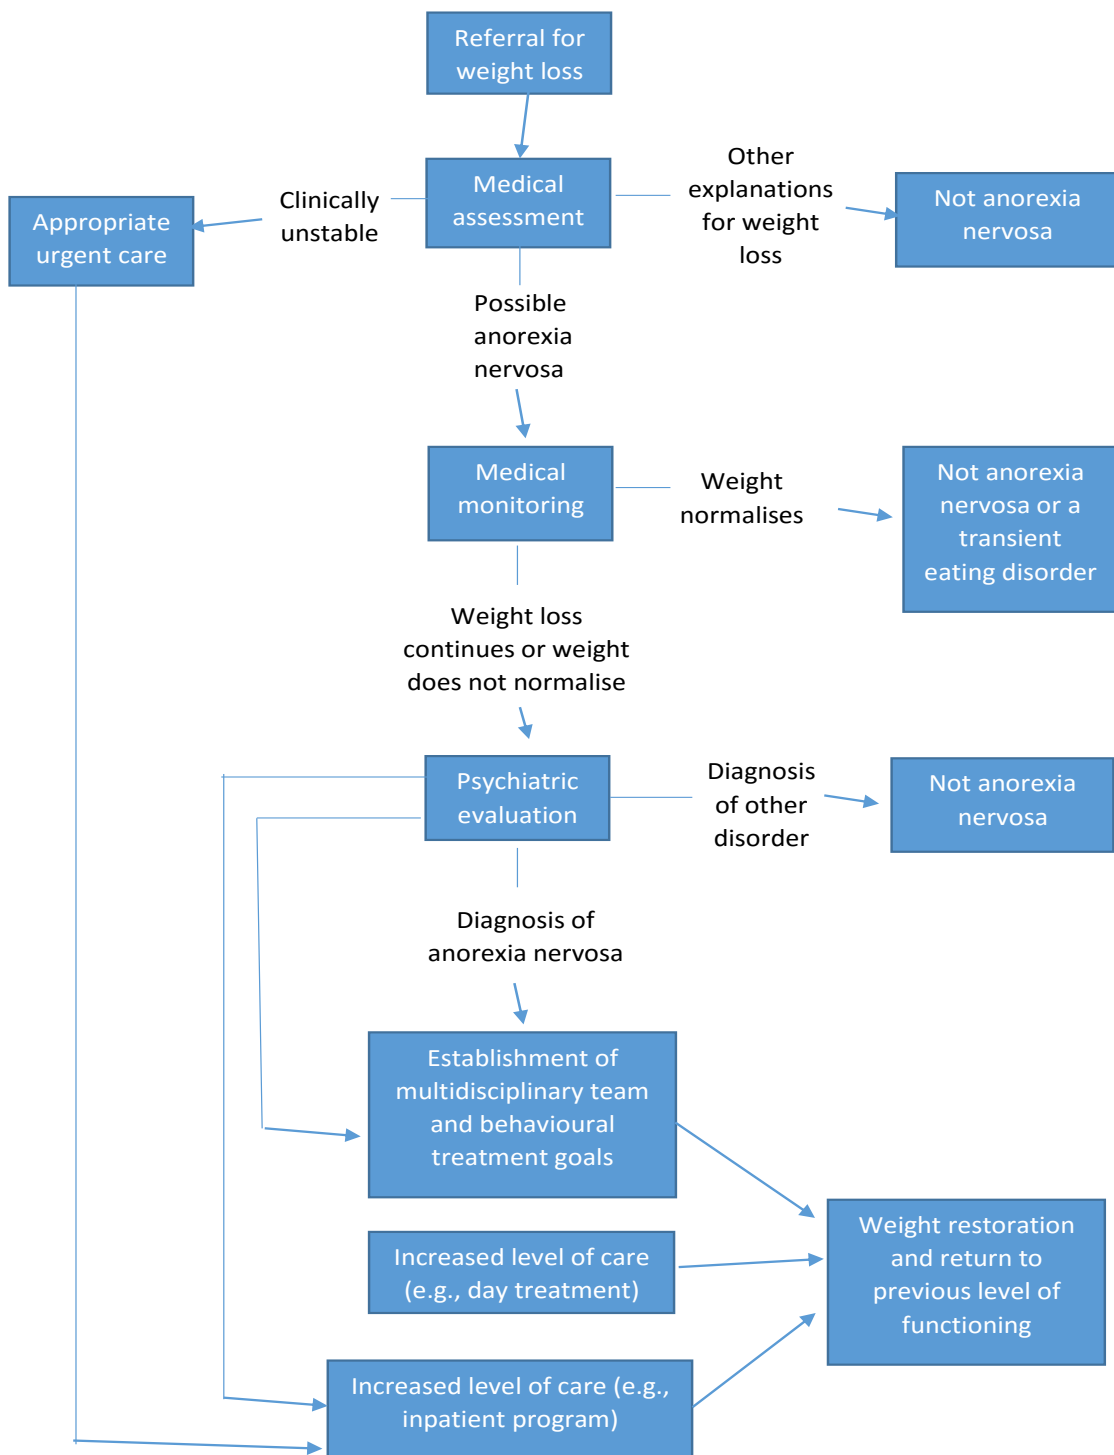 Referral for
weight loss
Medical
assessment
Other
explanations
for weight
loss
Not anorexia
nervosa
Clinically
unstable
Appropriate
urgent care
Possible
anorexia
nervosa
Medical
monitoring
Weight
normalises
Not anorexia
nervosa or a
transient
eating disorder
Weight loss
continues or weight
does not normalise
Psychiatric
evaluation
Diagnosis
of other
disorder
Not anorexia
nervosa
Diagnosis of
anorexia nervosa
Establishment of
multidisciplinary team
and behavioural
treatment goals
Increased level of care
(e.g., day treatment)
Weight restoration
and return to
previous level of
functioning
Increased level of care (e.g.,
inpatient program)